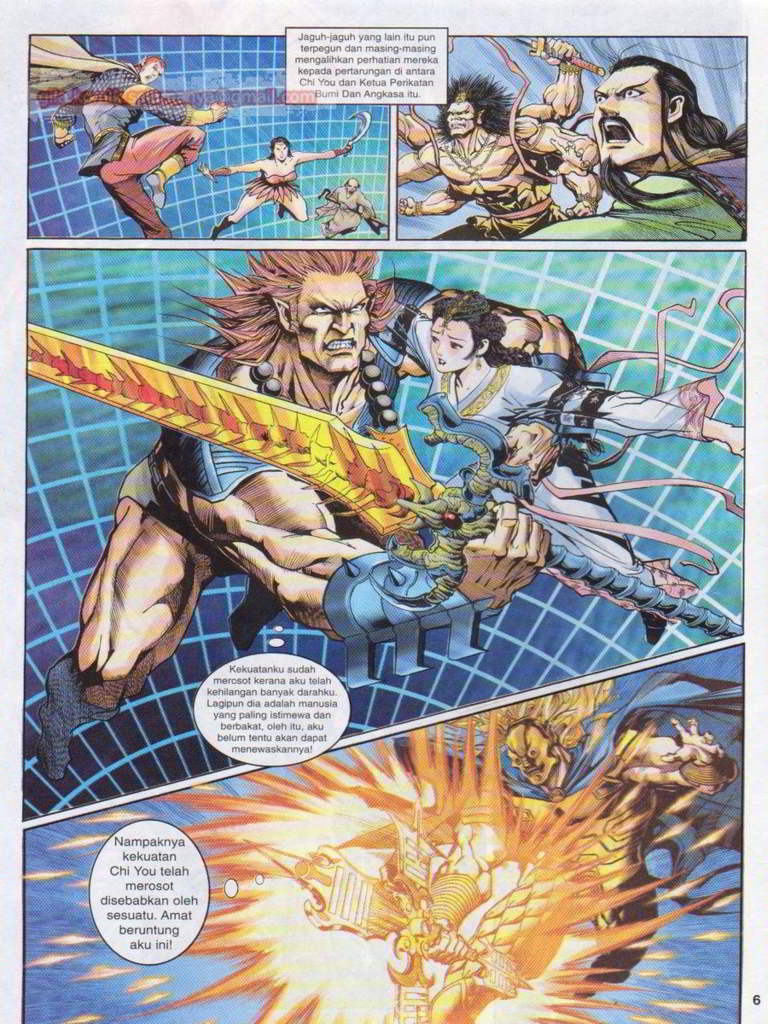 Jaguh-jaguh yang lain itu pun
terpegun dan masing-masing
mengalihkan perhatian mereka
kepada pertarungan di antara
Chi You dan Ketua Perikatan
Bumi Dan Angkasa itu.
Kekuatanku sudah
merosot kerana aku telah
kehilangan banyak darahku.
Lagipun dia adalah manusia
yang paling istimewa dan
berbakat, oleh itu, aku
belum tentu akan dapat
menewaskannya!
Nampaknya
kekuatan
Chi You telah
merosot
disebabkan oleh
sesuatu. Amat
beruntung
aku ini!
6